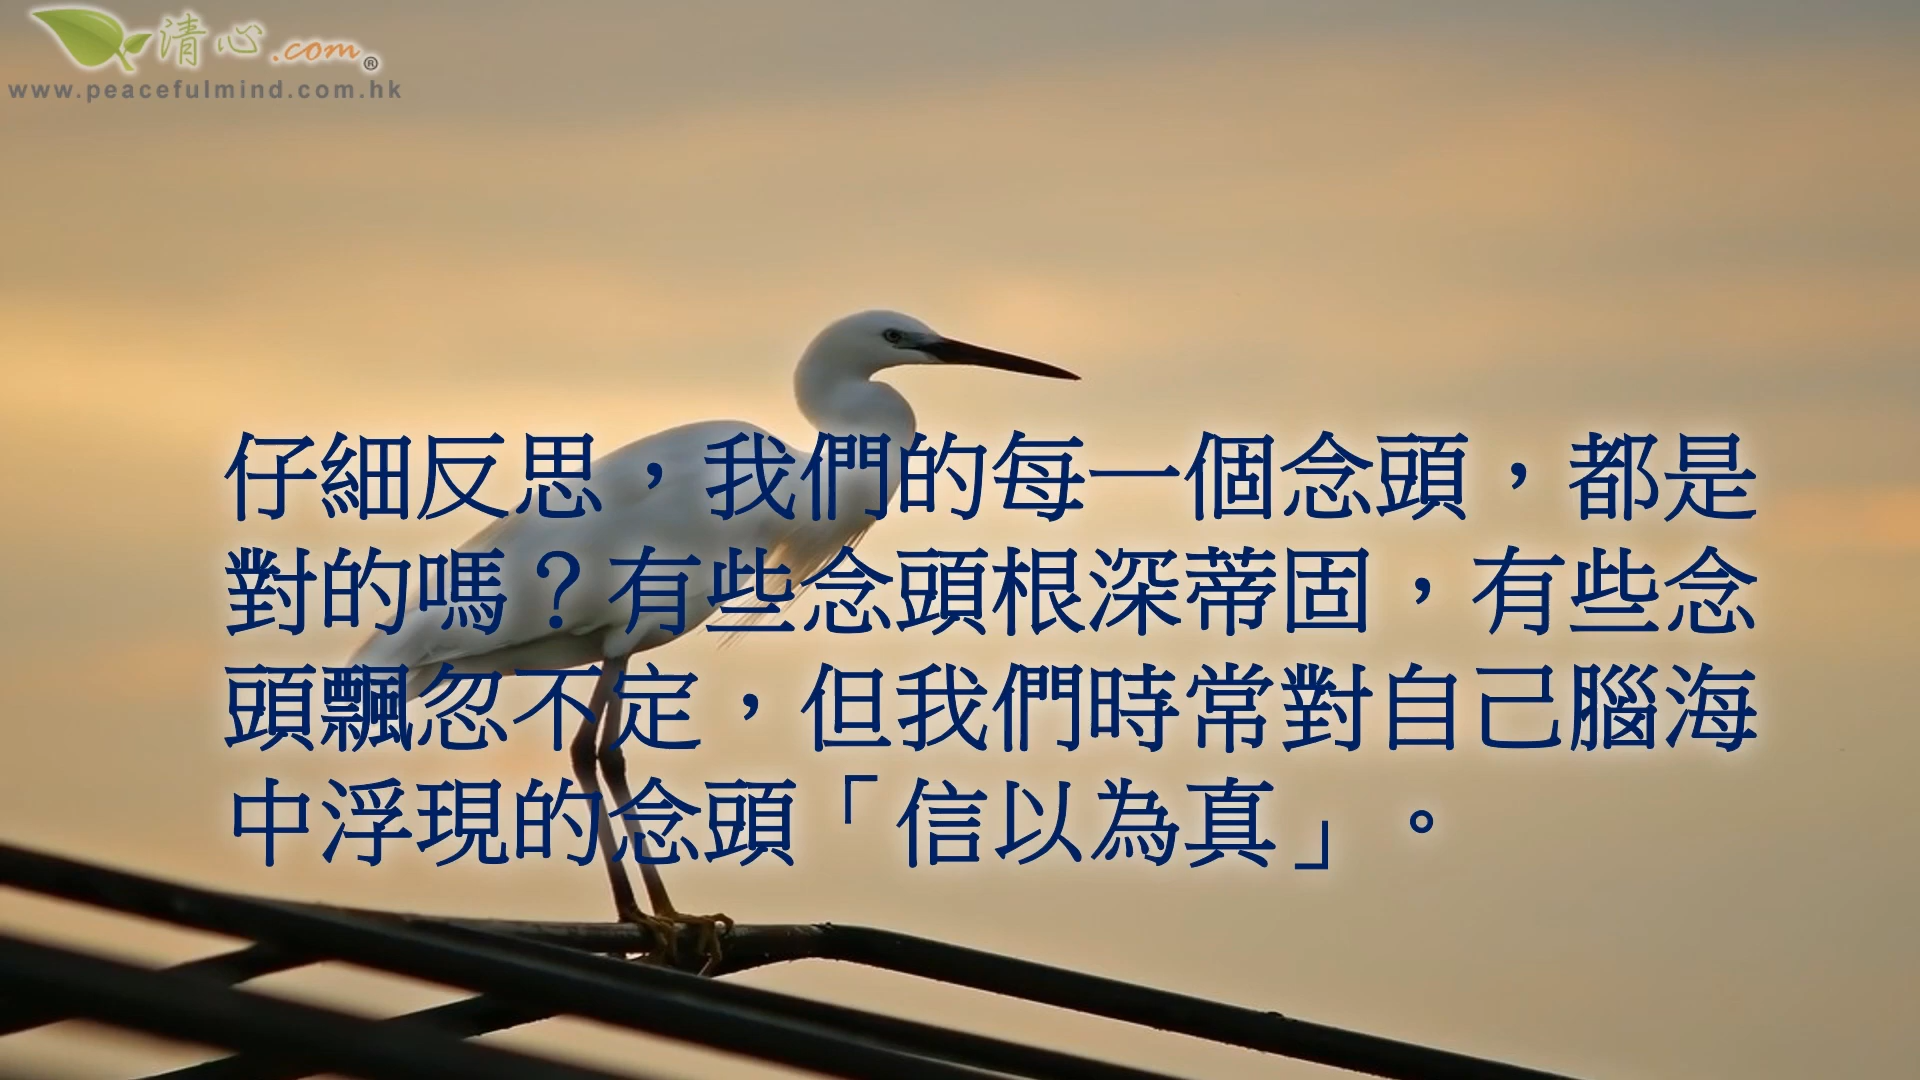 清心.com®
www.peacefulmind.com.hk
仔細反思，我們的每一個念頭，都是
對的嗎？有些念頭根深蒂固，有些念
頭飄忽不定，但我們時常對自己腦海
中浮現的念頭「信以為真」。